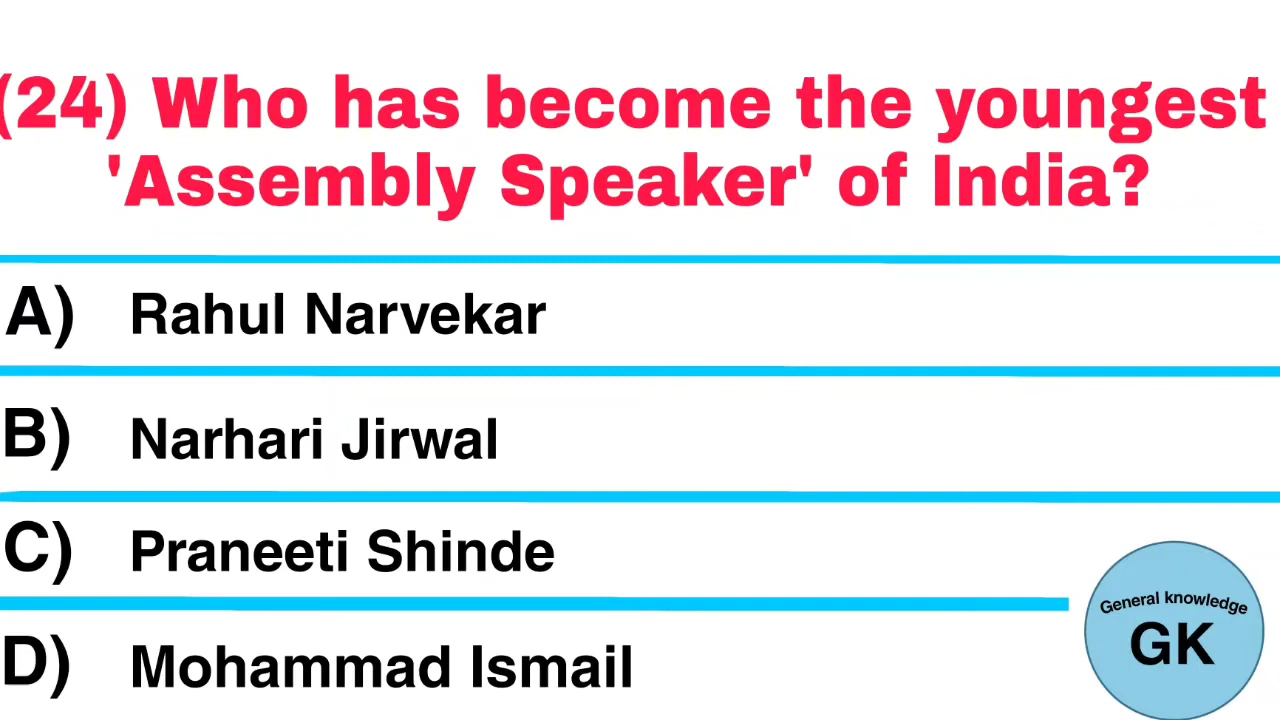 (24) Who has become the youngest
'Assembly Speaker' of India?
A) Rahul Narvekar
B) Narhari Jirwal
C) Praneeti Shinde
D) Mohammad Ismail
General knowledge
GK